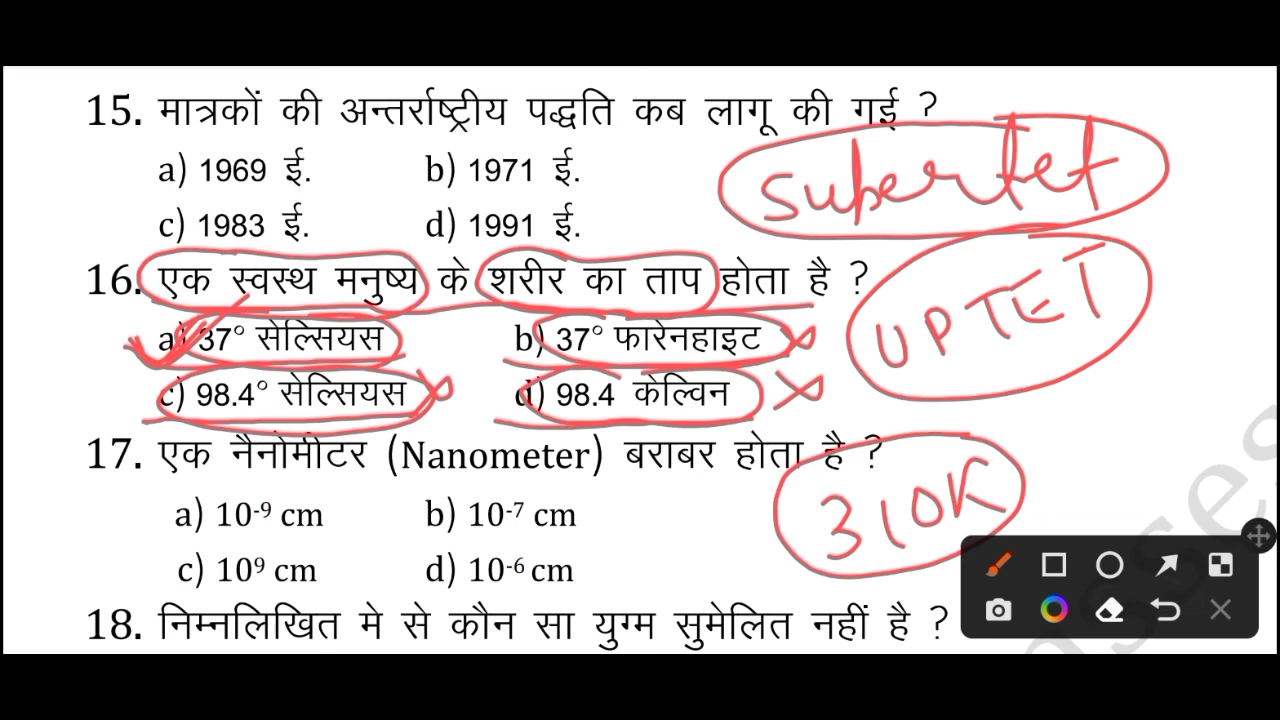 15. मात्रकों की अन्तर्राष्ट्रीय पद्धति कब लागू की गई ?
a) 1969 ई. b) 1971 ई.
c) 1983 ई. d) 1991 ई.
Supertet
16. एक स्वस्थ मनुष्य के शरीर का ताप होता है ?
a) 37° सेल्सियस b) 37° फारेनहाइट
c) 98.4° सेल्सियस d) 98.4 केल्विन
UPTET
17. एक नैनोमीटर (Nanometer) बराबर होता है ?
a) 10⁻⁹ cm b) 10⁻⁷ cm
c) 10⁹ cm d) 10⁻⁶ cm
310K
18. निम्नलिखित मे से कौन सा युग्म सुमेलित नहीं है ?